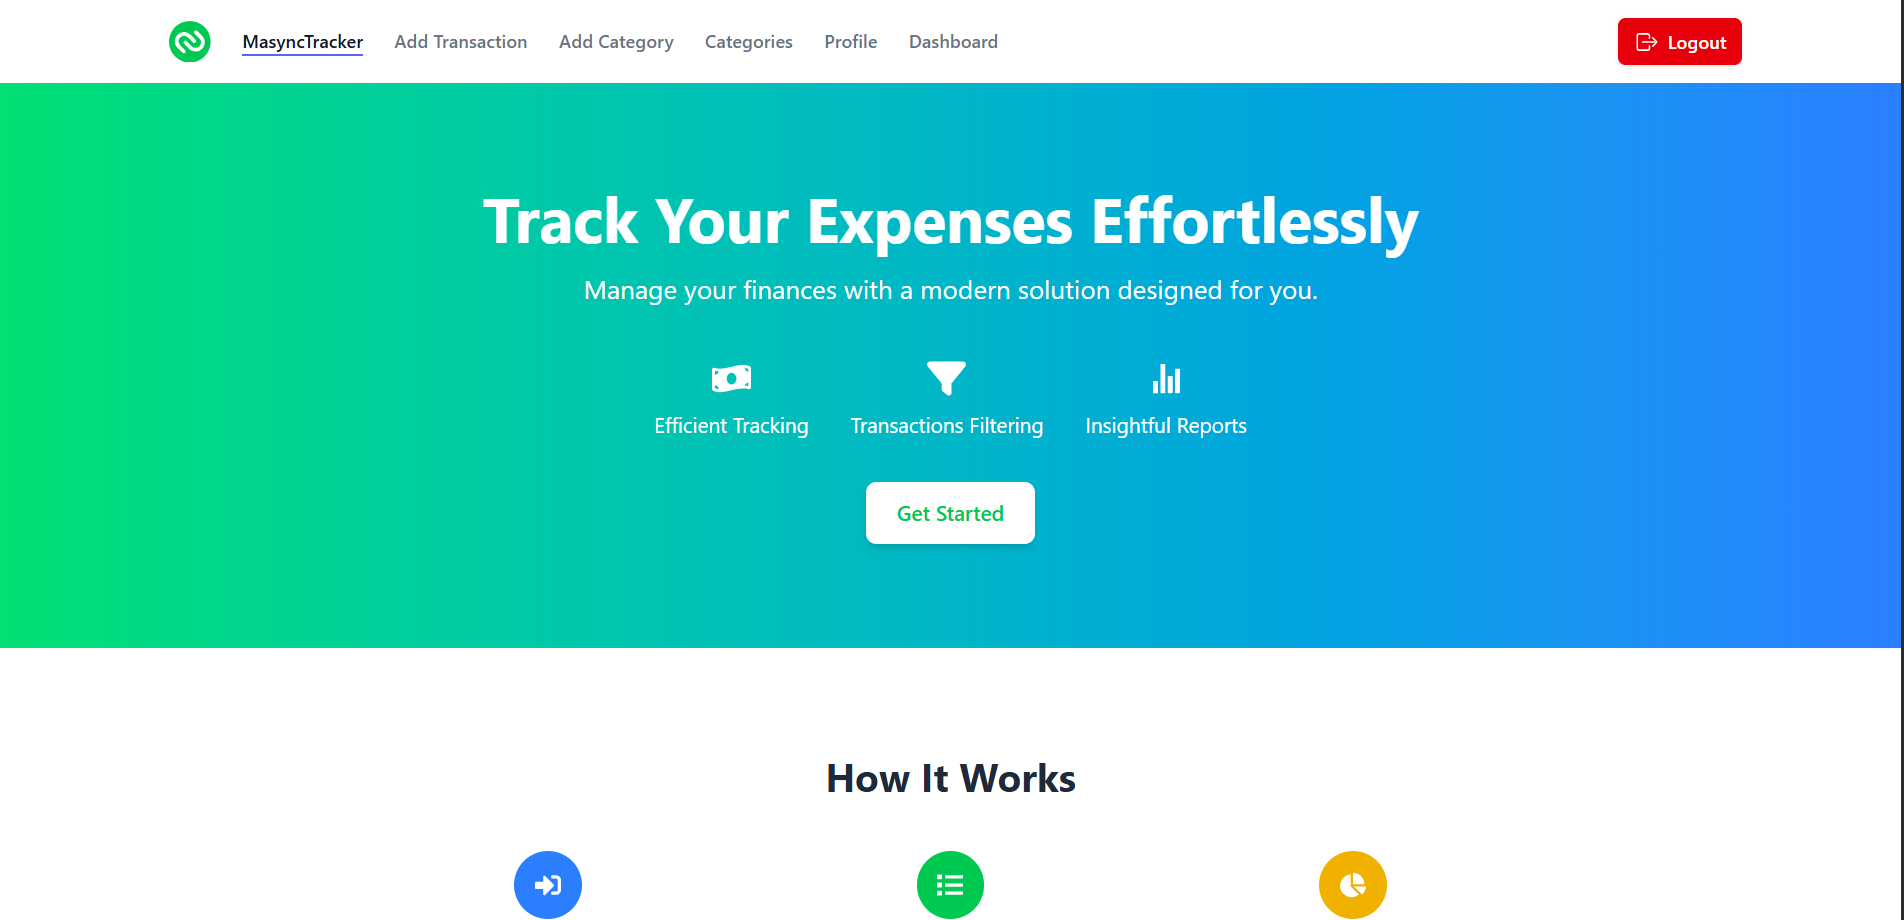 MasyncTracker Add Transaction Add Category Categories Profile Dashboard Logout
Track Your Expenses Effortlessly
Manage your finances with a modern solution designed for you.
Efficient Tracking Transactions Filtering Insightful Reports
Get Started
How It Works